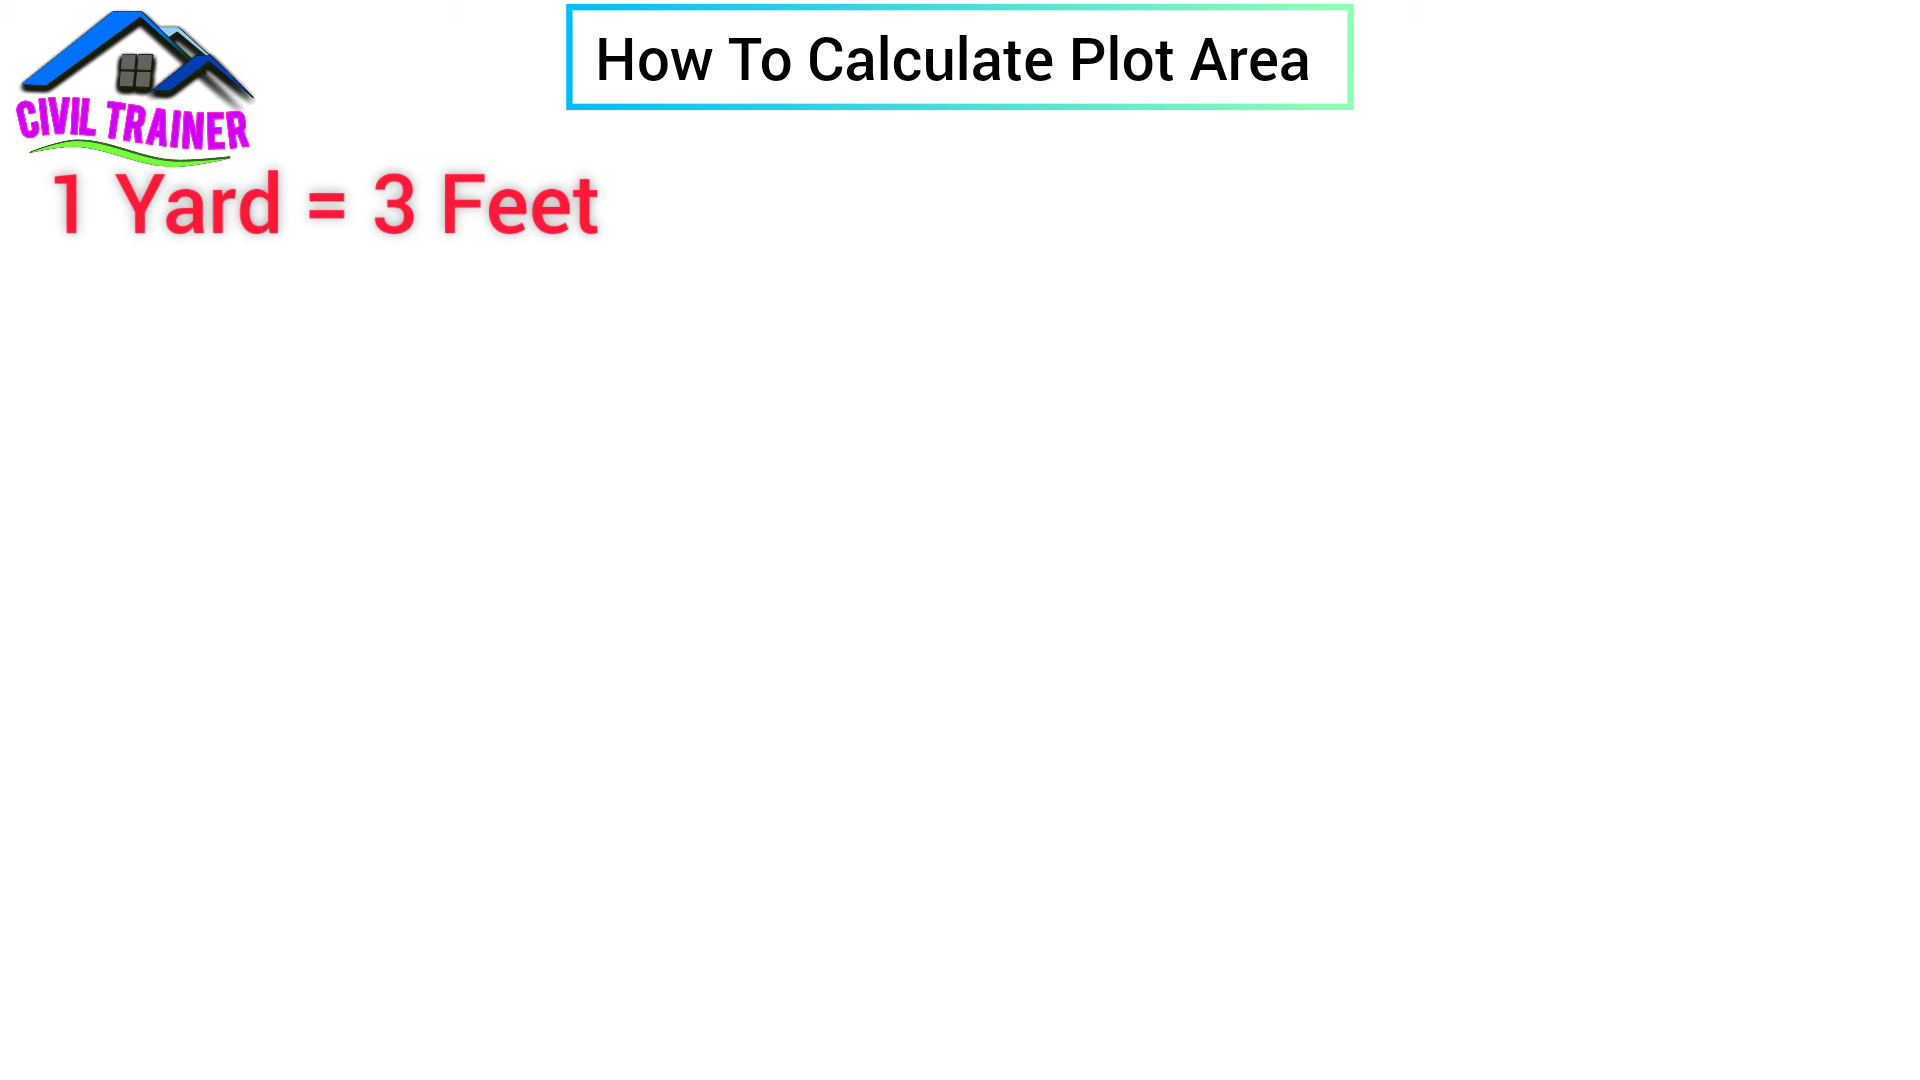 How To Calculate Plot Area
CIVIL TRAINER
1 Yard = 3 Feet